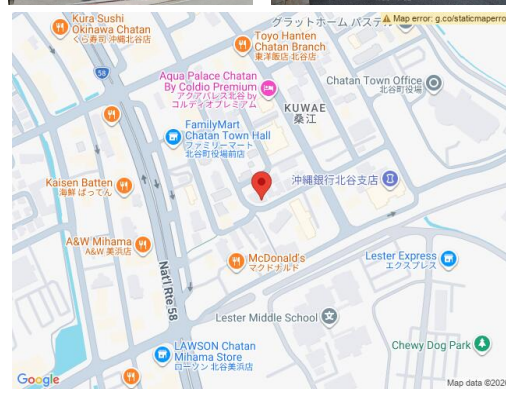 Kura Sushi
Okinawa Chatan
くら寿司 沖縄北谷店
グラットホーム パステル
Map error: g.co/staticmaperro
Toyo Hanten
Chatan Branch
東洋飯店 北谷店
58
Aqua Palace Chatan
By Coldio Premium
アクアパレス北谷 by
コルディオプレミアム
Chatan Town Office
北谷町役場
KUWAE
桑江
FamilyMart
Chatan Town Hall
ファミリーマート
北谷町役場前店
Kaisen Batten
海鮮 ばってん
沖縄銀行北谷支店
A&W Mihama
A&W 美浜店
Nat'l Rte 58
McDonald's
マクドナルド
Lester Express
エクスプレス
Lester Middle School
LAWSON Chatan
Mihama Store
ローソン 北谷美浜店
Chewy Dog Park
Google
Map data ©202